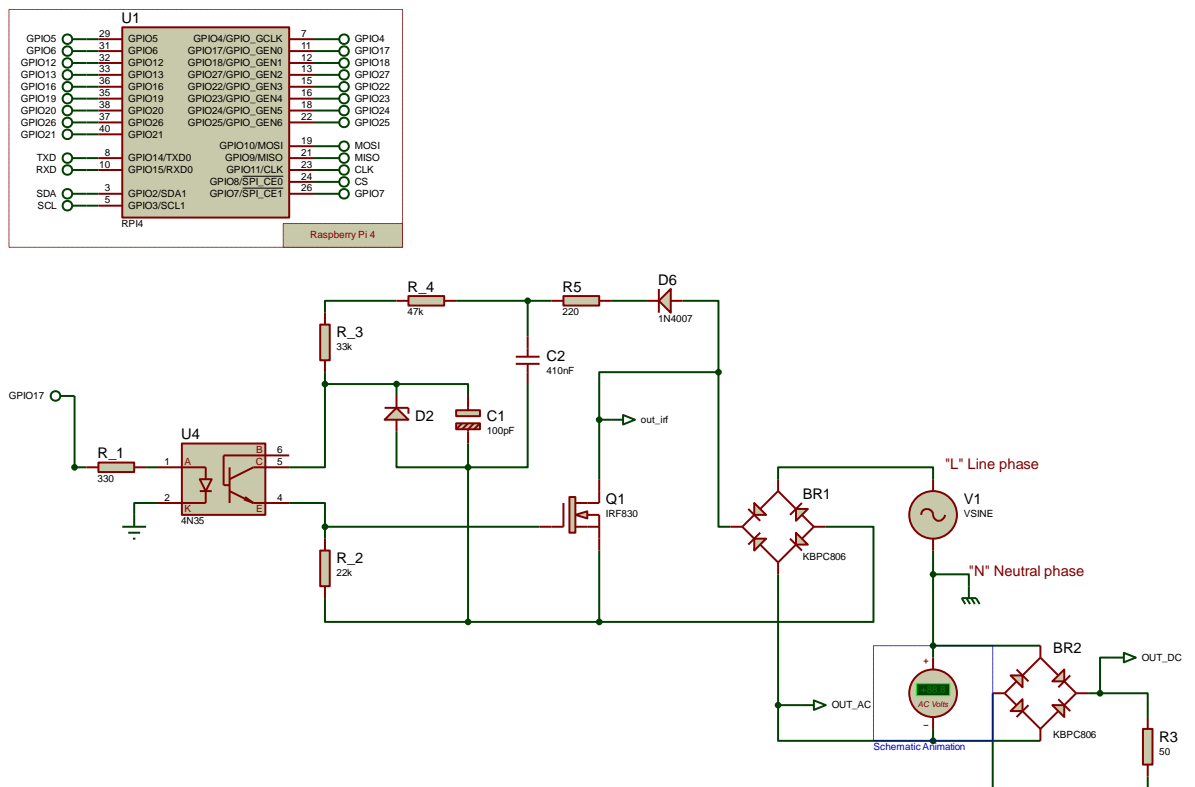 U1
GPIO5 29 GPIO5 GPIO4/GPIO_GCLK 7 GPIO4
GPIO6 31 GPIO6 GPIO17/GPIO_GEN0 11 GPIO17
GPIO12 32 GPIO12 GPIO18/GPIO_GEN1 12 GPIO18
GPIO13 33 GPIO13 GPIO27/GPIO_GEN2 13 GPIO27
GPIO16 36 GPIO16 GPIO22/GPIO_GEN3 15 GPIO22
GPIO19 35 GPIO19 GPIO23/GPIO_GEN4 16 GPIO23
GPIO20 38 GPIO20 GPIO24/GPIO_GEN5 18 GPIO24
GPIO26 37 GPIO26 GPIO25/GPIO_GEN6 22 GPIO25
GPIO21 40 GPIO21
GPIO10/MOSI 19 MOSI
TXD 8 GPIO14/TXD0 GPIO9/MISO 21 MISO
RXD 10 GPIO15/RXD0 GPIO11/CLK 23 CLK
GPIO8/SPI_CE0 24 CS
SDA 3 GPIO2/SDA1 GPIO7/SPI_CE1 26 GPIO7
SCL 5 GPIO3/SCL1
RPI4
Raspberry Pi 4
R_4
47k
R5
220
D6
1N4007
R_3
33k
C2
410nF
GPIO17
D2
C1
100pF
out_irf
U4
R_1
330
1 A B 6
C 5
2 K E 4
4N35
"L" Line phase
V1
VSINE
BR1
KBPC806
Q1
IRF830
R_2
22k
"N" Neutral phase
BR2
KBPC806
OUT_DC
+
AC Volts
−
OUT_AC
Schematic Animation
R3
50